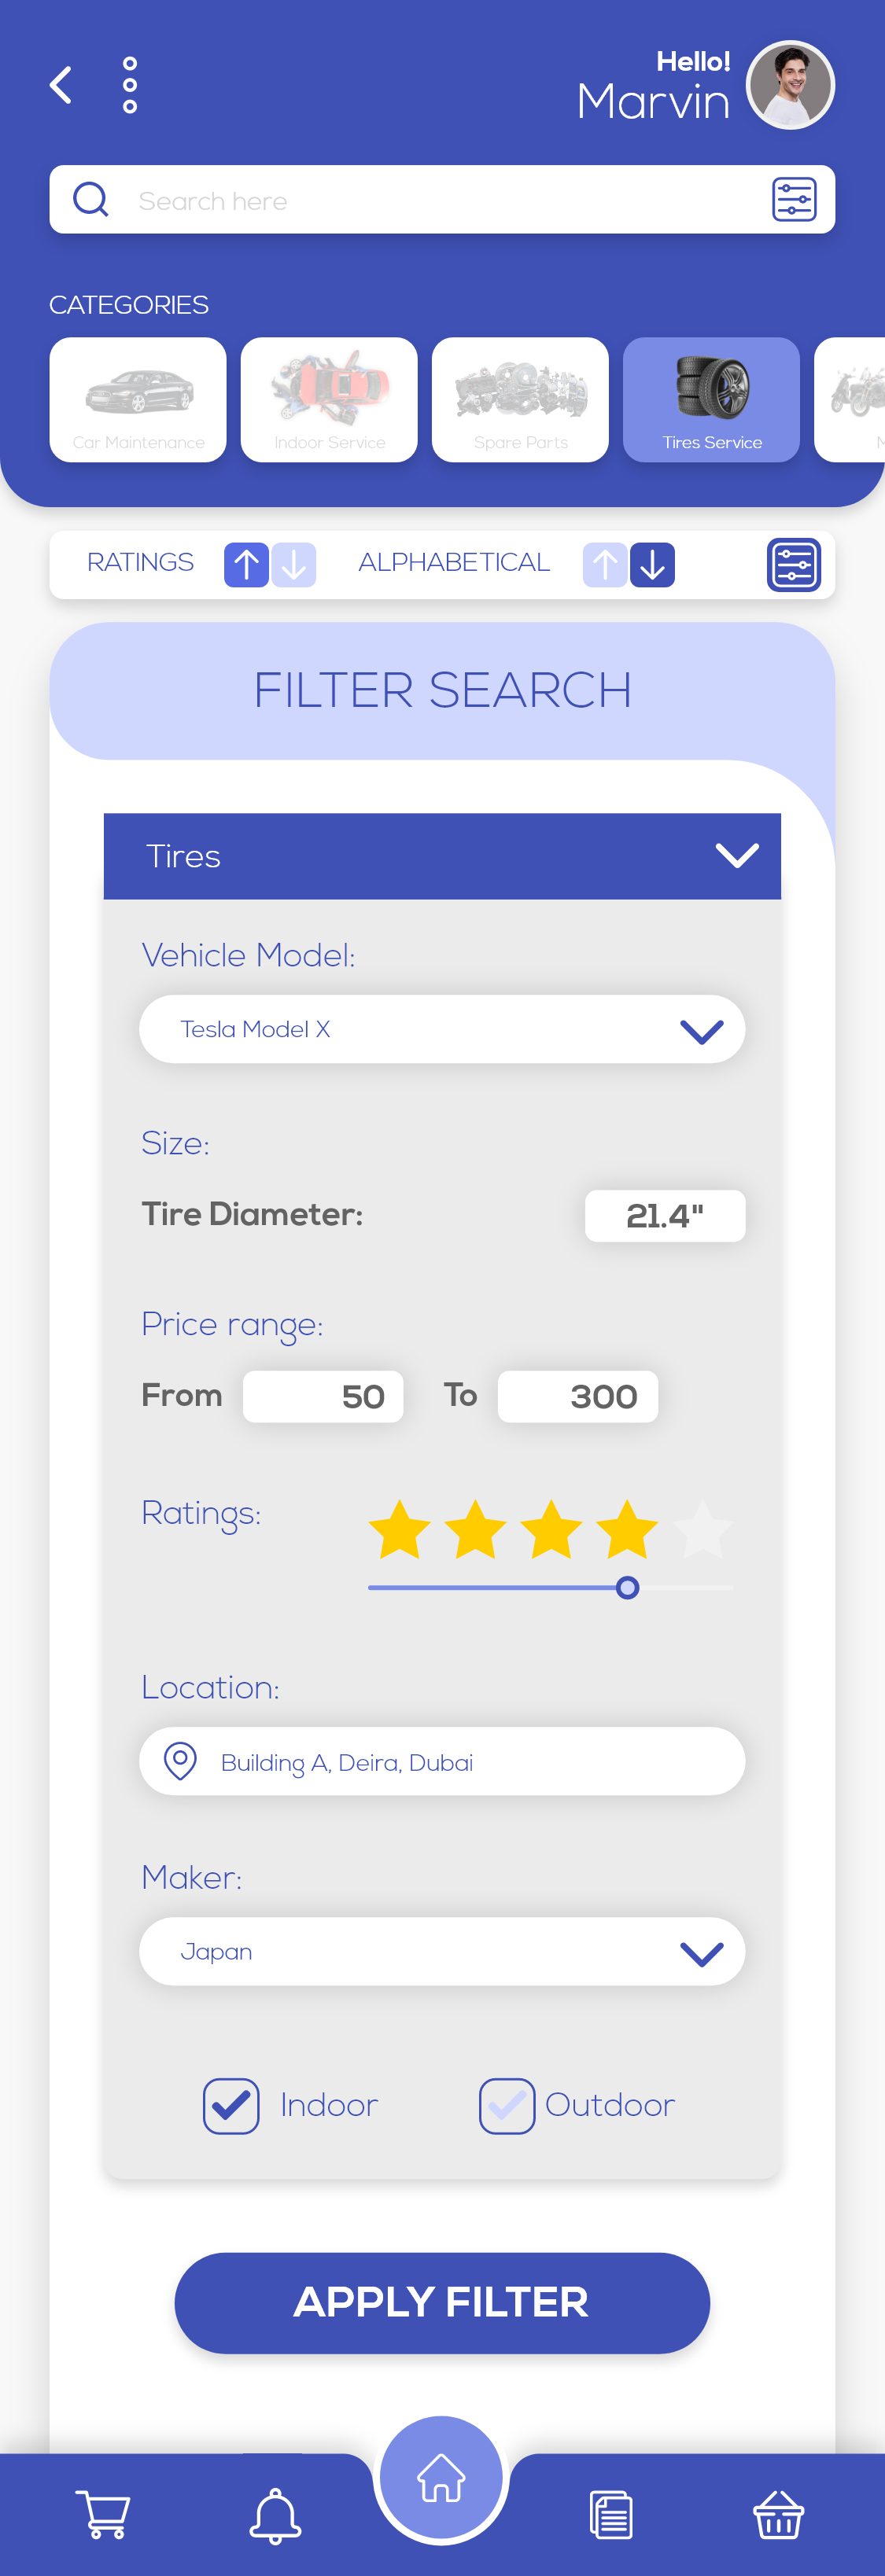 Hello!
Marvin
Search here
CATEGORIES
Car Maintenance
Indoor Service
Spare Parts
Tires Service
M
RATINGS
ALPHABETICAL
FILTER SEARCH
Tires
Vehicle Model:
Tesla Model X
Size:
Tire Diameter:
21.4"
Price range:
From
50
To
300
Ratings:
Location:
Building A, Deira, Dubai
Maker:
Japan
Indoor
Outdoor
APPLY FILTER